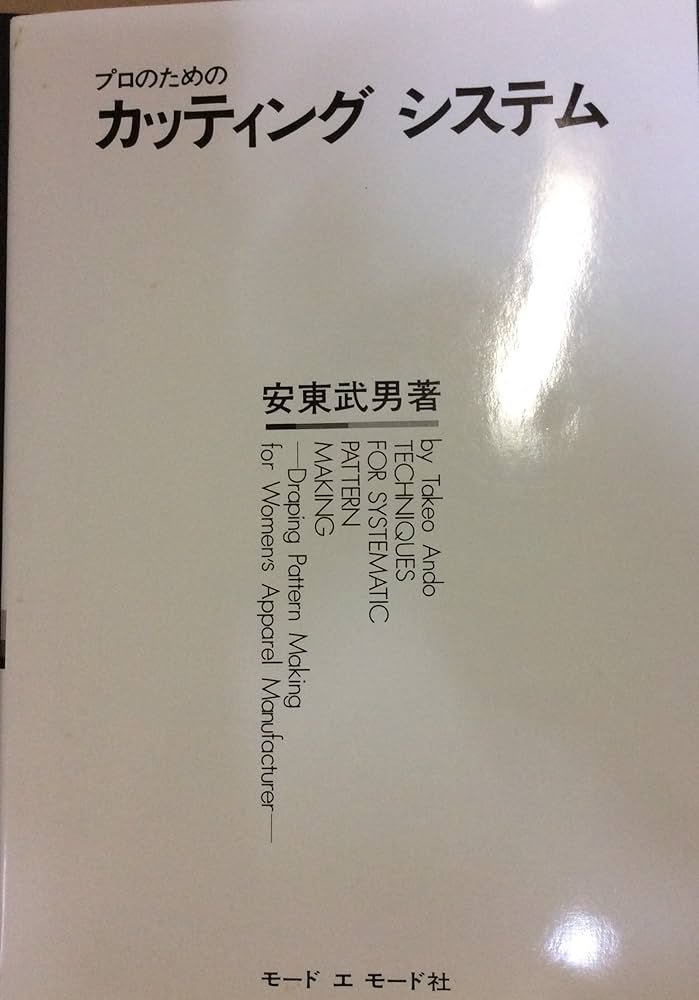 プロのための
カッティング システム
安東武男著
by Takeo Ando
TECHNIQUES
FOR SYSTEMATIC
PATTERN
MAKING
—Draping Pattern Making
for Women's Apparel Manufacturer—
モード エ モード社